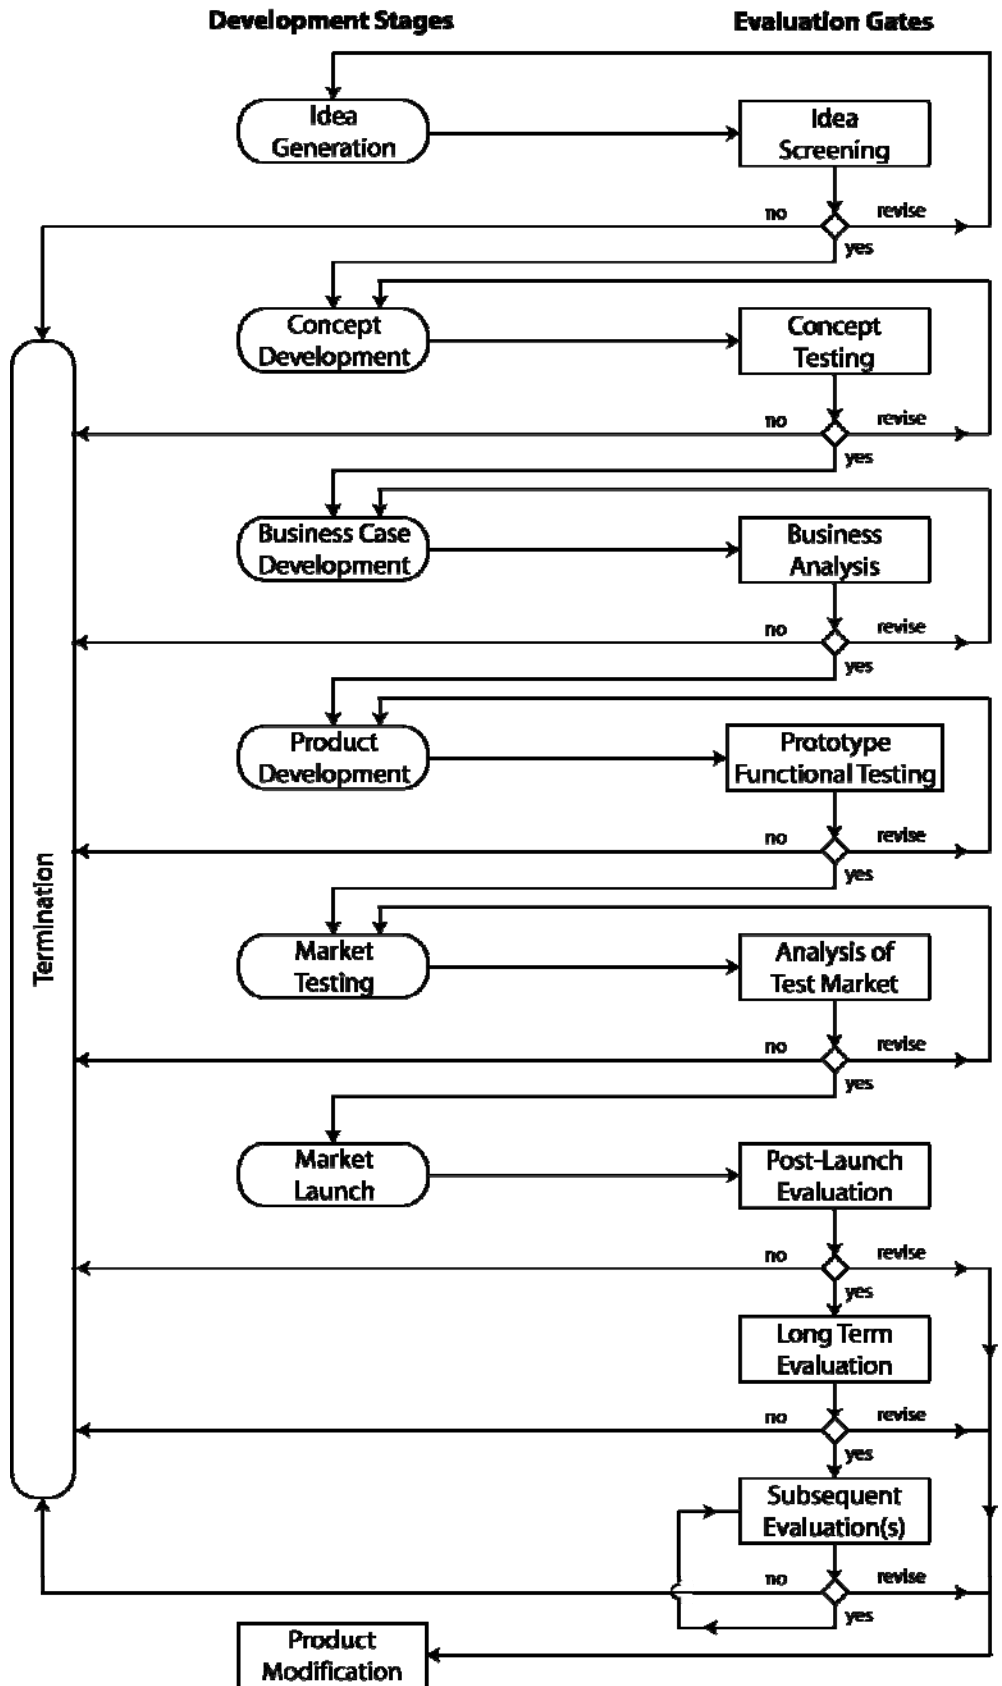 Development Stages
Evaluation Gates
Idea
Generation
Idea
Screening
no
revise
yes
Concept
Development
Concept
Testing
no
revise
yes
Business Case
Development
Business
Analysis
no
revise
yes
Product
Development
Prototype
Functional Testing
no
revise
yes
Termination
Market
Testing
Analysis of
Test Market
no
revise
yes
Market
Launch
Post-Launch
Evaluation
no
revise
yes
Long Term
Evaluation
no
revise
yes
Subsequent
Evaluation(s)
no
revise
yes
Product
Modification